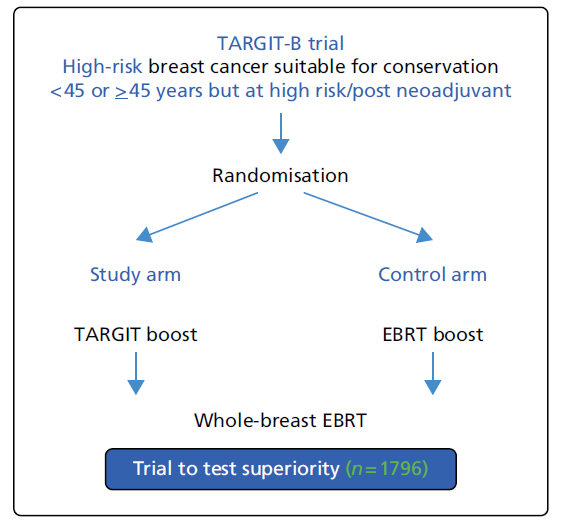 TARGIT-B trial
High-risk breast cancer suitable for conservation
<45 or ≥45 years but at high risk/post neoadjuvant
Randomisation
Study arm
Control arm
TARGIT boost
EBRT boost
Whole-breast EBRT
Trial to test superiority (n=1796)